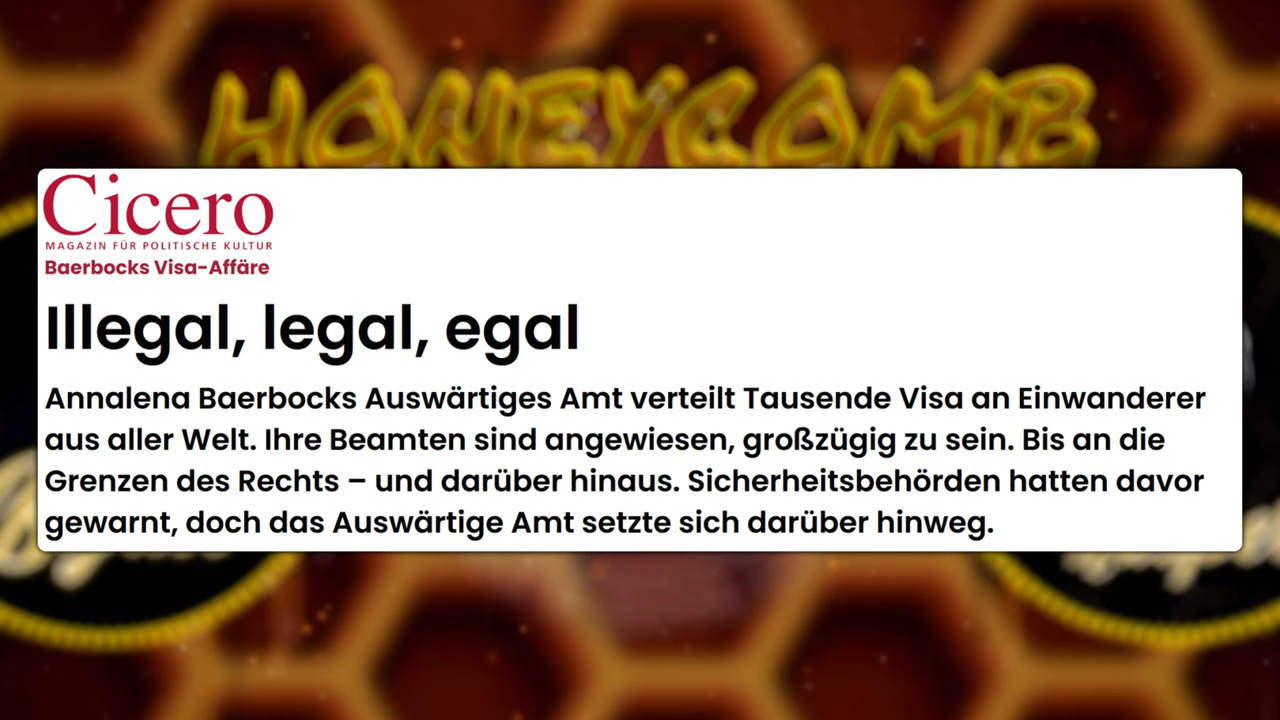 HONEYCOMB
Cicero
MAGAZIN FÜR POLITISCHE KULTUR
Baerbocks Visa-Affäre
Illegal, legal, egal
Annalena Baerbocks Auswärtiges Amt verteilt Tausende Visa an Einwanderer
aus aller Welt. Ihre Beamten sind angewiesen, großzügig zu sein. Bis an die
Grenzen des Rechts – und darüber hinaus. Sicherheitsbehörden hatten davor
gewarnt, doch das Auswärtige Amt setzte sich darüber hinweg.